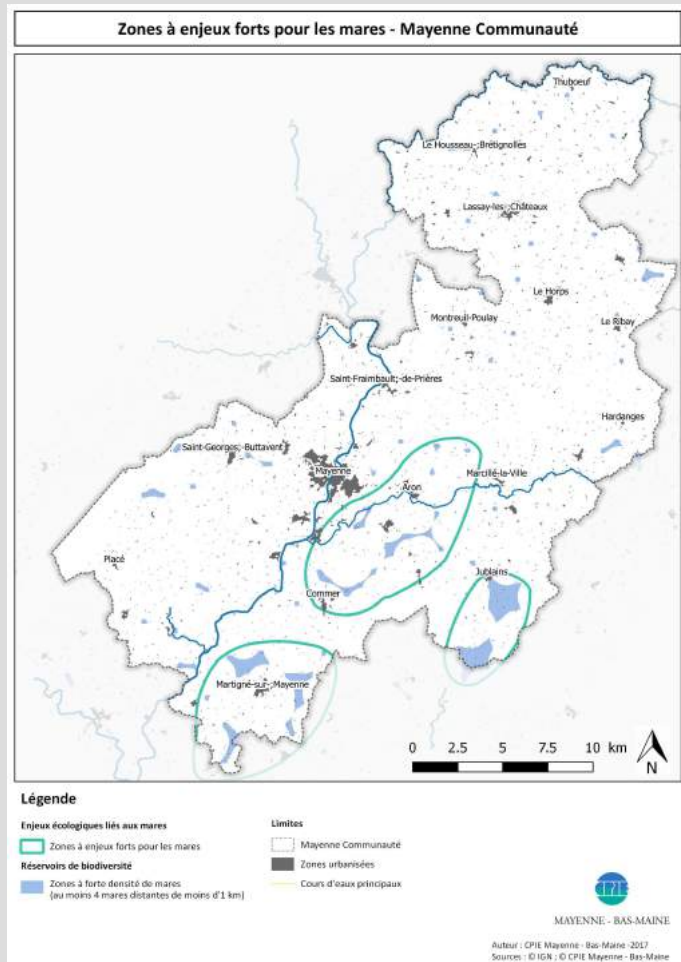 Zones à enjeux forts pour les mares - Mayenne Communauté
Thuboeuf
Le Housseau-;Brétignolles
Lassay-les-;Châteaux
Le Horps
Montreuil-Poulay
Le Ribay
Saint-Fraimbault;-de-Prières
Hardanges
Saint-Georges;-Buttavent
Mayenne
Marcillé-la-Ville
Aron
Placé
Jublains
Commer
Martigné-sur-;Mayenne
0 2.5 5 7.5 10 km
N
Légende
Enjeux écologiques liés aux mares
Zones à enjeux forts pour les mares
Réservoirs de biodiversité
Zones à forte densité de mares
(au moins 4 mares distantes de moins d'1 km)
Limites
Mayenne Communauté
Zones urbanisées
Cours d'eaux principaux
CPIE
MAYENNE - BAS-MAINE
Auteur : CPIE Mayenne - Bas-Maine -2017
Sources : © IGN ; © CPIE Mayenne - Bas-Maine